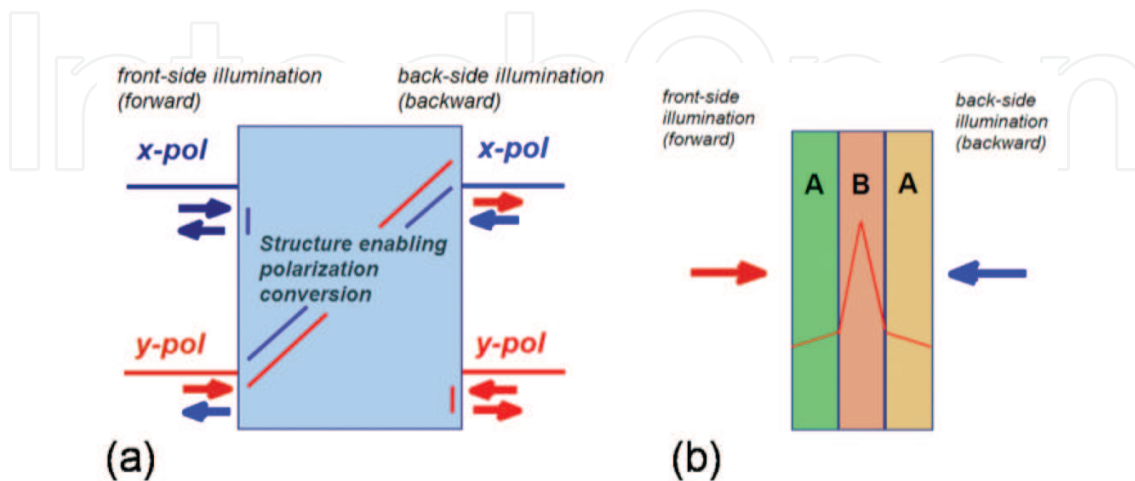 IntechOpen
front-side illumination
(forward)
back-side illumination
(backward)
x-pol
x-pol
Structure enabling
polarization
conversion
y-pol
y-pol
(a)
front-side
illumination
(forward)
back-side
illumination
(backward)
A B A
(b)